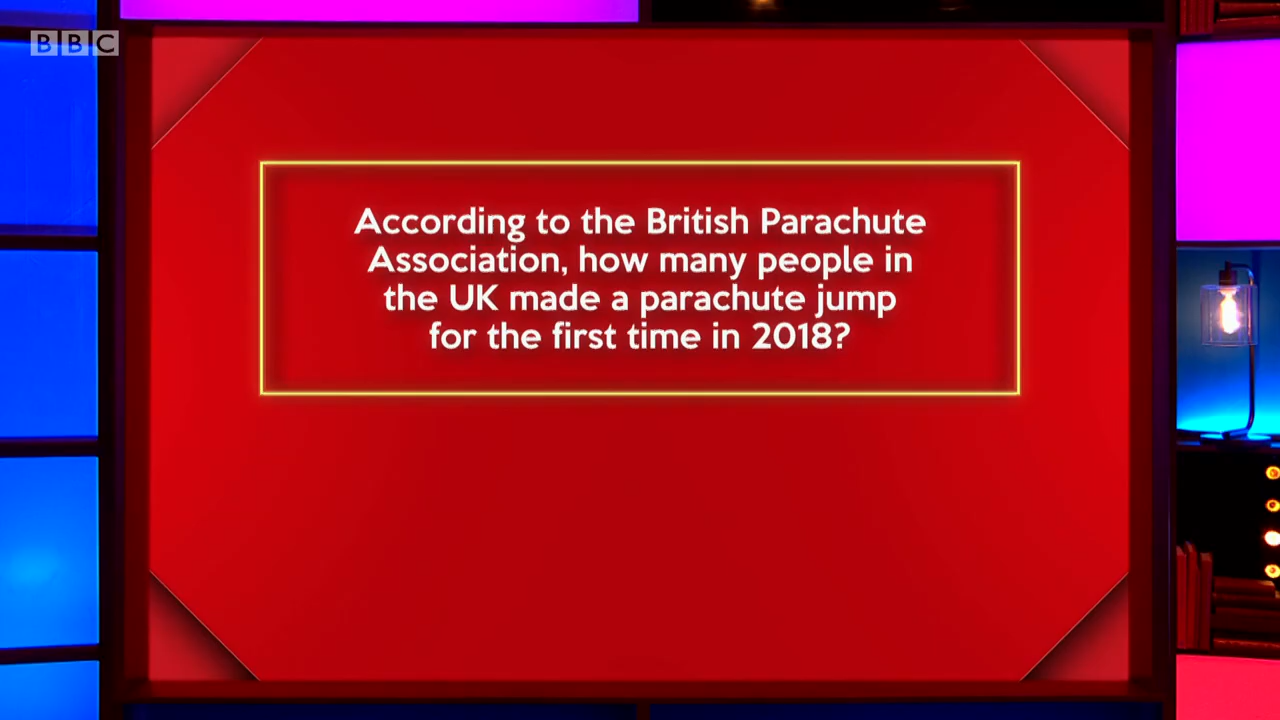 BBC
According to the British Parachute
Association, how many people in
the UK made a parachute jump
for the first time in 2018?